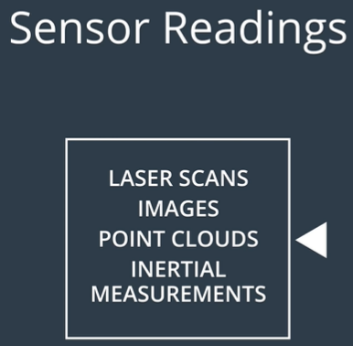 Sensor Readings
LASER SCANS
IMAGES
POINT CLOUDS
INERTIAL
MEASUREMENTS